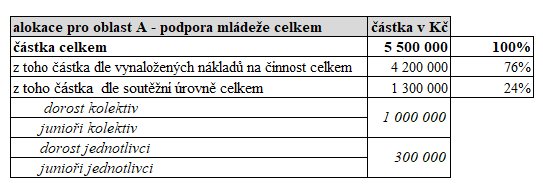 alokace pro oblast A - podpora mládeže celkem částka v Kč
částka celkem 5 500 000 100%
z toho částka dle vynaložených nákladů na činnost celkem 4 200 000 76%
z toho částka dle soutěžní úrovně celkem 1 300 000 24%
dorost kolektiv
1 000 000
junioři kolektiv
dorost jednotlivci
300 000
junioři jednotlivci